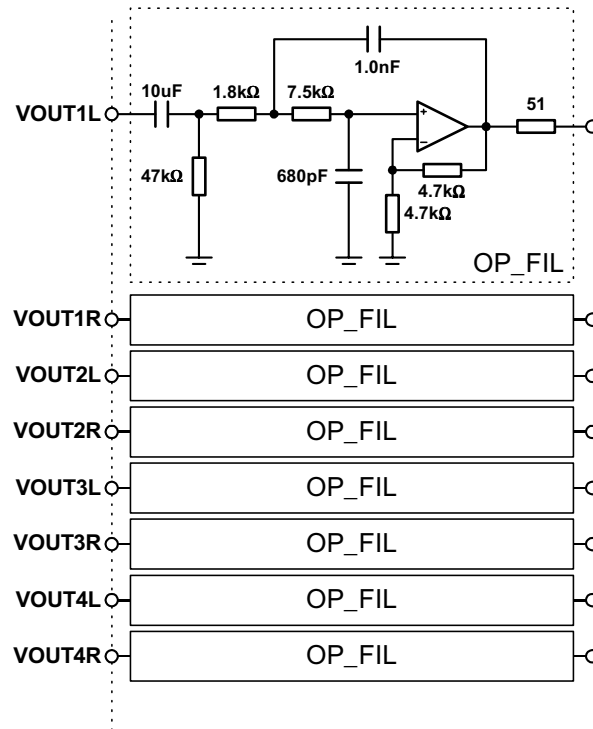 1.0nF
10uF
1.8kΩ
7.5kΩ
51
VOUT1L
+
−
47kΩ
680pF
4.7kΩ
4.7kΩ
OP_FIL
VOUT1R OP_FIL
VOUT2L OP_FIL
VOUT2R OP_FIL
VOUT3L OP_FIL
VOUT3R OP_FIL
VOUT4L OP_FIL
VOUT4R OP_FIL